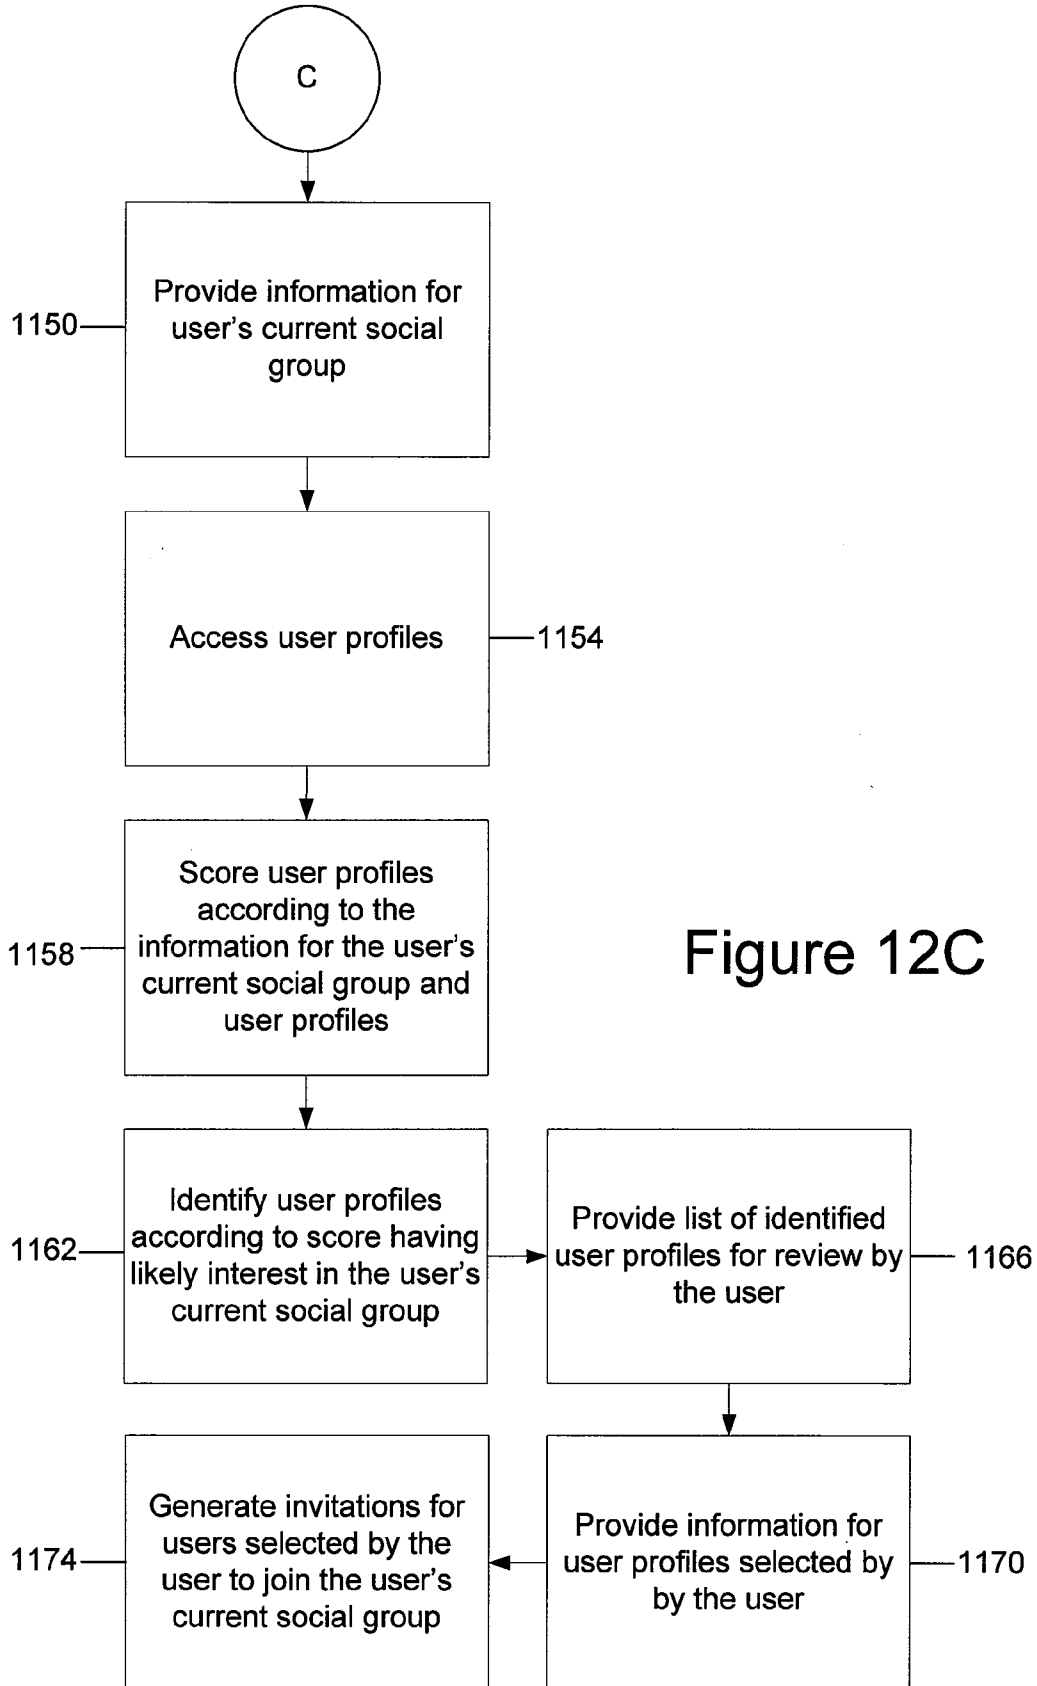 C
Provide information for
user's current social
group
1150
Access user profiles
1154
Score user profiles
according to the
information for the user's
current social group and
user profiles
1158
Figure 12C
Identify user profiles
according to score having
likely interest in the user's
current social group
1162
Provide list of identified
user profiles for review by
the user
1166
Provide information for
user profiles selected by
by the user
1170
Generate invitations for
users selected by the
user to join the user's
current social group
1174